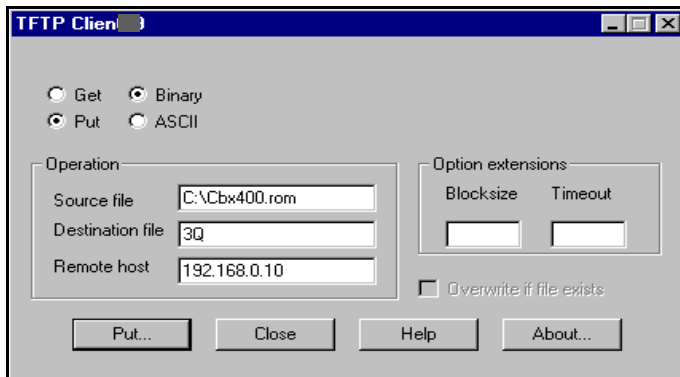 TFTP Client
Get Binary
Put ASCII
Operation
Source file C:\Cbx400.rom
Destination file 3Q
Remote host 192.168.0.10
Option extensions
Blocksize Timeout
Overwrite if file exists
Put... Close Help About...